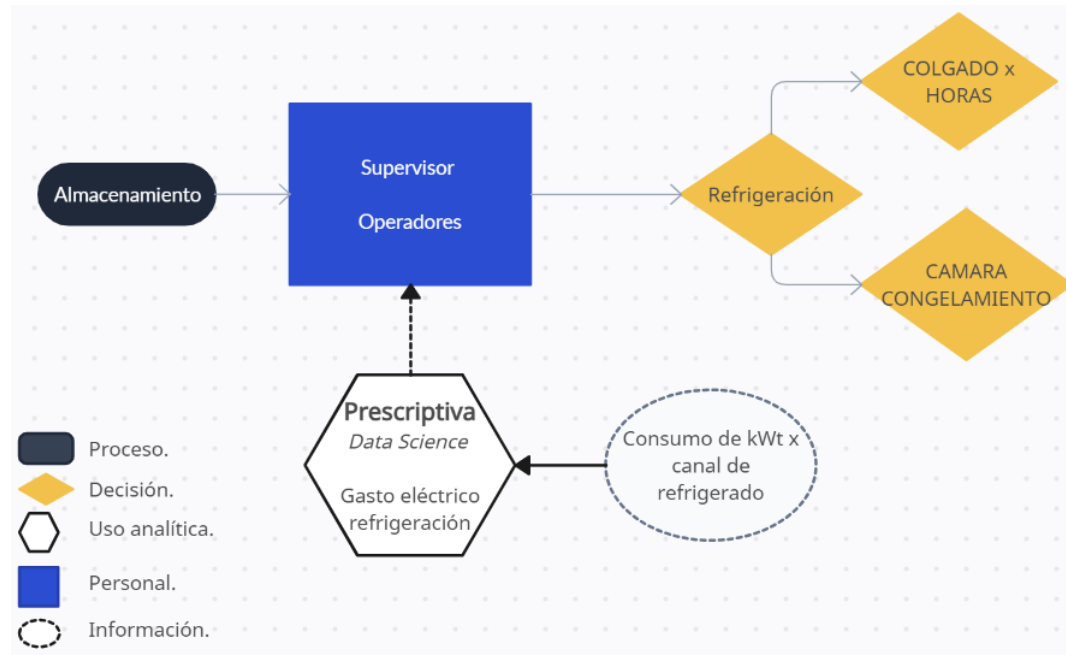 COLGADO x
HORAS
Almacenamiento
Supervisor
Operadores
Refrigeración
CAMARA
CONGELAMIENTO
Prescriptiva
Data Science
Gasto eléctrico
refrigeración
Consumo de kWt x
canal de
refrigerado
Proceso.
Decisión.
Uso analítica.
Personal.
Información.